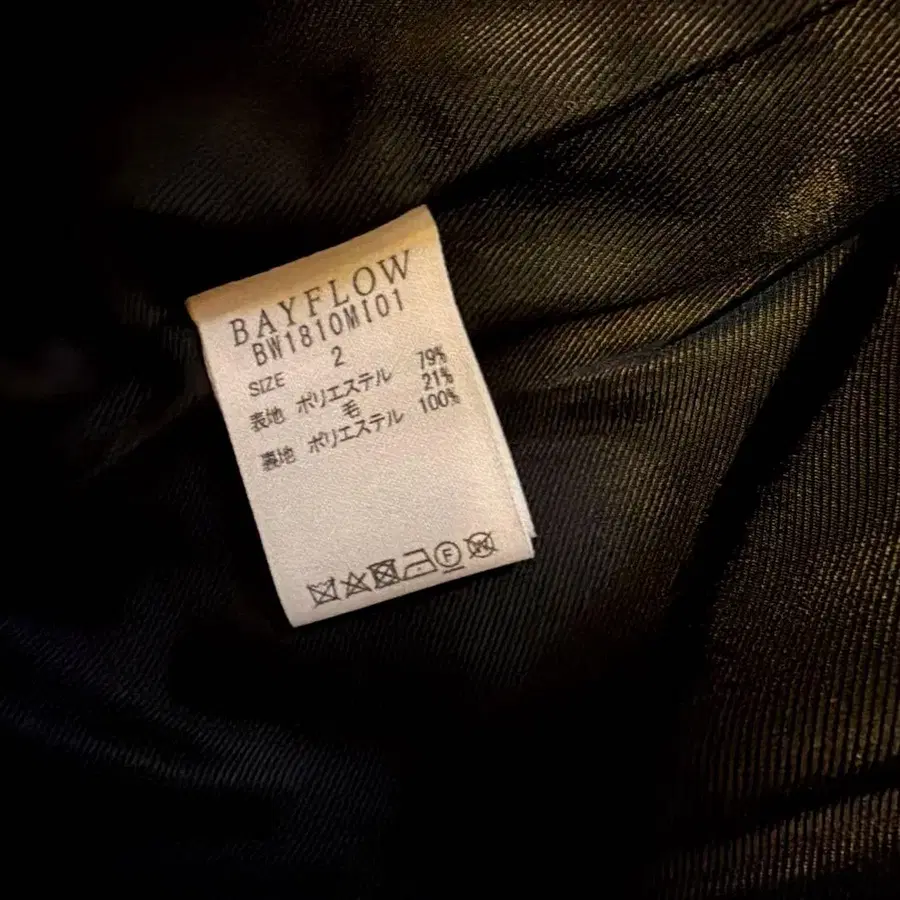 BAYFLOW
BW1810MI01
SIZE 2
表地 ポリエステル 79%
毛 21%
裏地 ポリエステル 100%
F
W